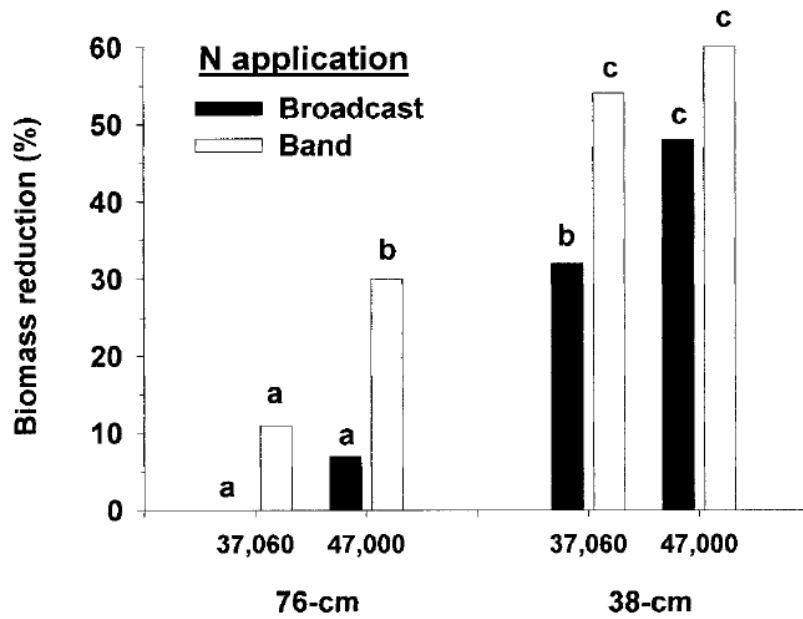 N application
Broadcast
Band
Biomass reduction (%)
60
50
40
30
20
10
0
a
a
a
b
b
c
c
c
37,060
47,000
37,060
47,000
76-cm
38-cm